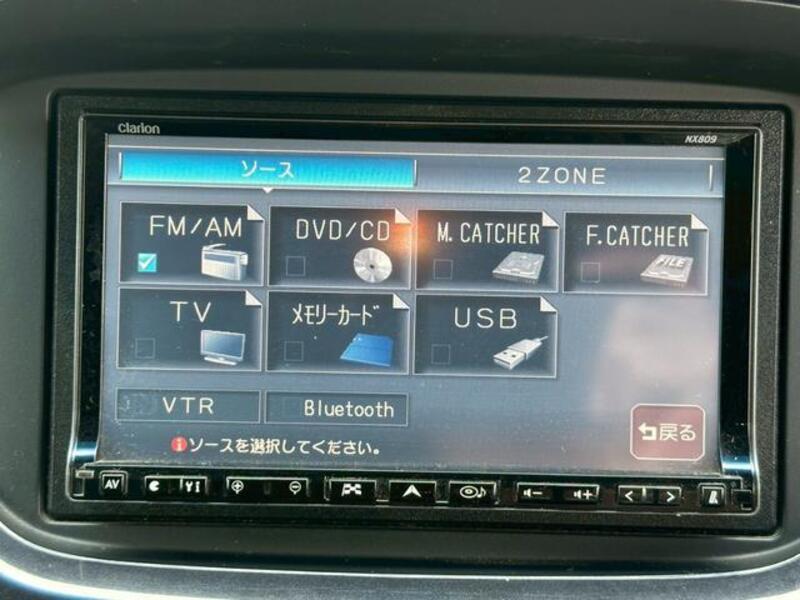 Clarion
NX809
ソース 2ZONE
FM/AM DVD/CD M.CATCHER F.CATCHER
FILE
TV メモリーカード USB
VTR Bluetooth
ソースを選択してください。
戻る
AV